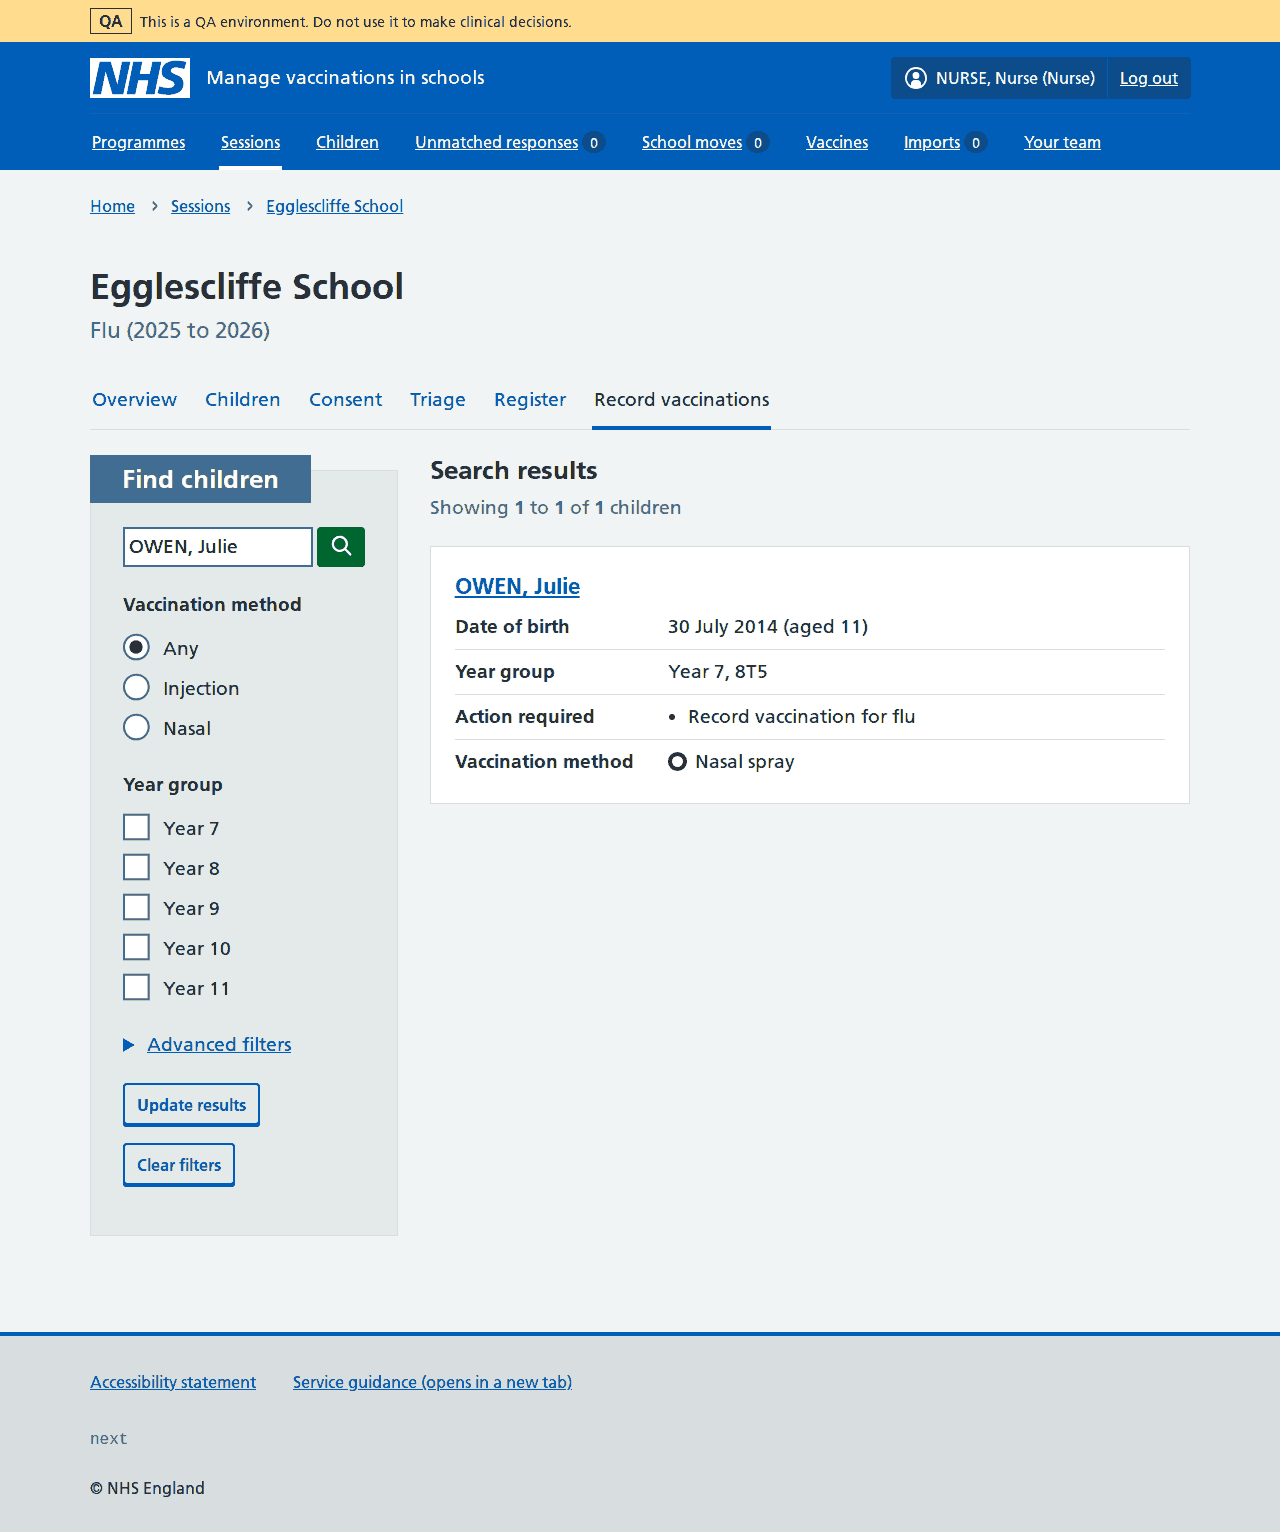 QA This is a QA environment. Do not use it to make clinical decisions.
NHS Manage vaccinations in schools
NURSE, Nurse (Nurse) Log out
Programmes Sessions Children Unmatched responses 0 School moves 0 Vaccines Imports 0 Your team
Home Sessions Egglescliffe School
Egglescliffe School
Flu (2025 to 2026)
Overview Children Consent Triage Register Record vaccinations
Find children
OWEN, Julie
Vaccination method
Any
Injection
Nasal
Year group
Year 7
Year 8
Year 9
Year 10
Year 11
Advanced filters
Update results
Clear filters
Search results
Showing 1 to 1 of 1 children
OWEN, Julie
Date of birth 30 July 2014 (aged 11)
Year group Year 7, 8T5
Action required • Record vaccination for flu
Vaccination method Nasal spray
Accessibility statement Service guidance (opens in a new tab)
next
© NHS England